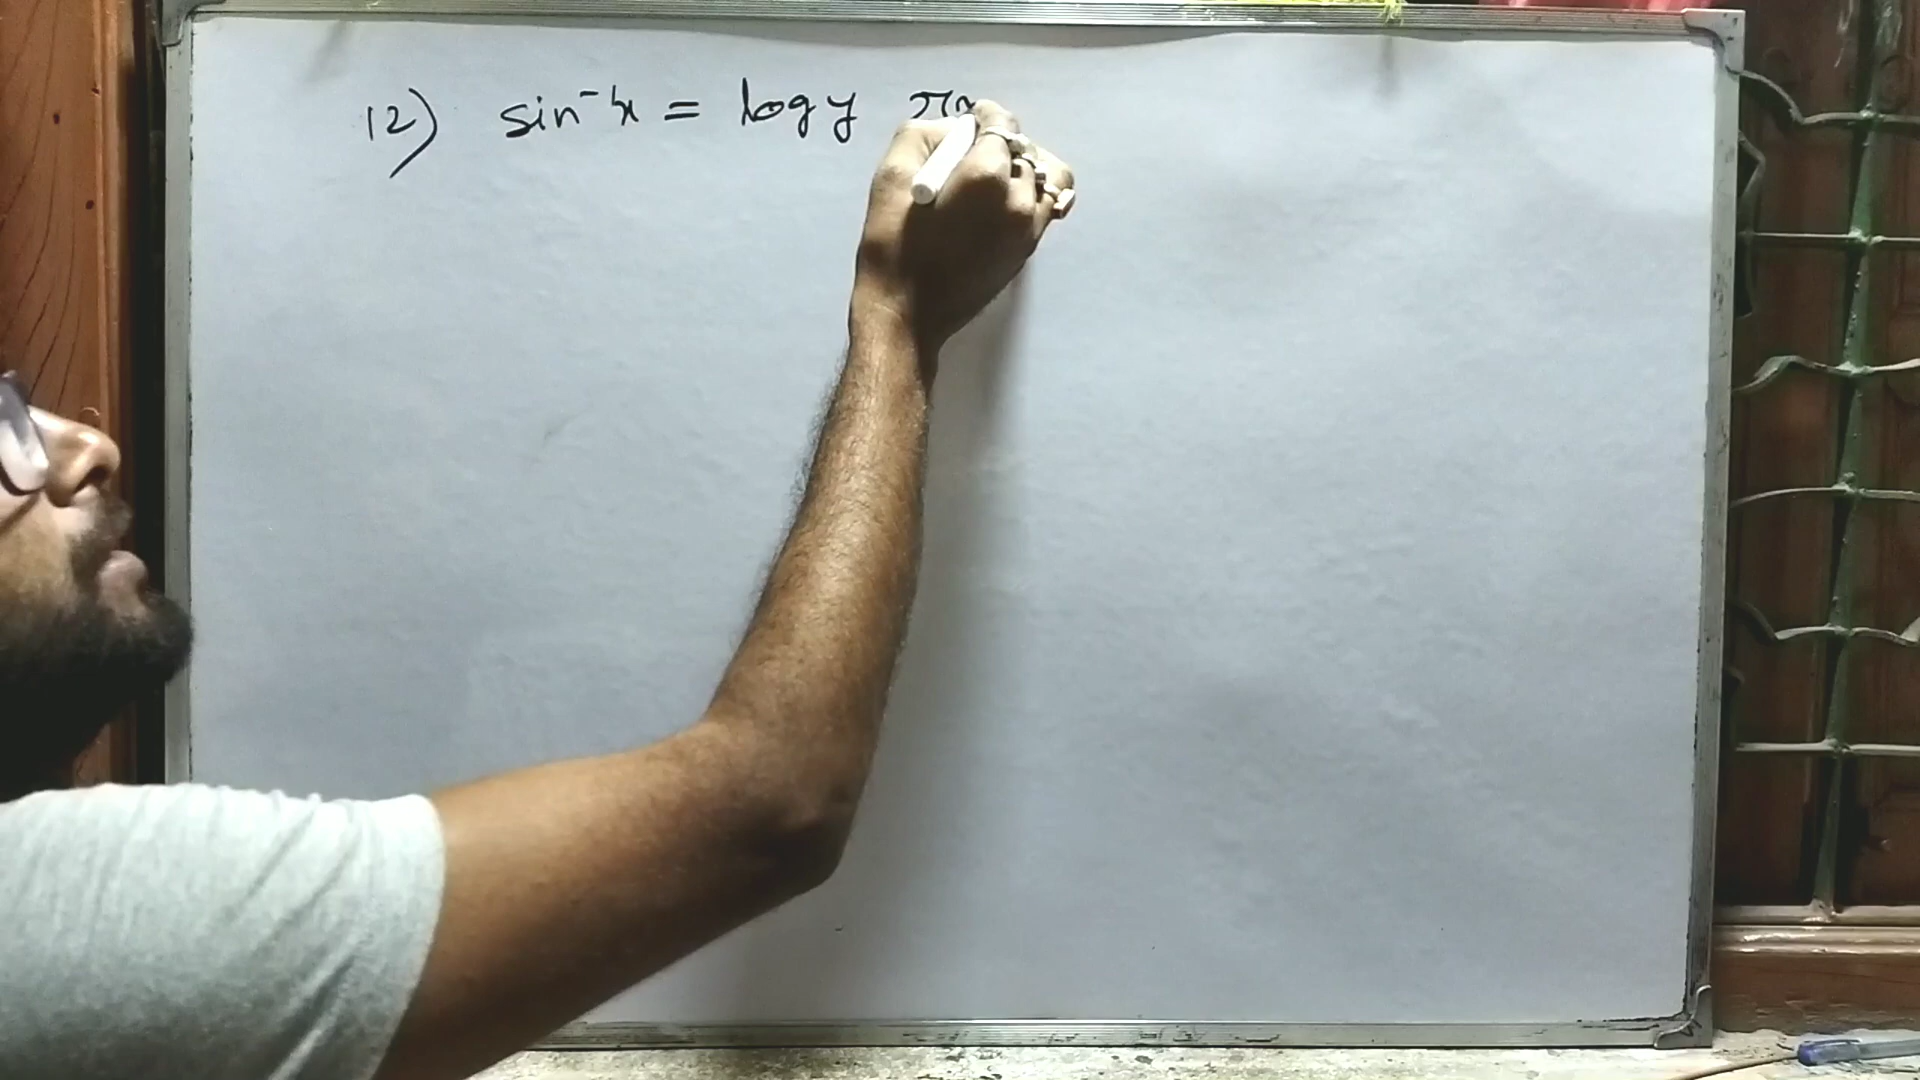 12) sin⁻¹x = log y